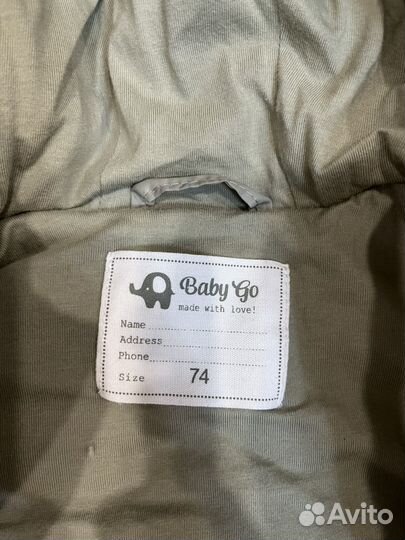 Baby Go
made with love!
Name
Address
Phone
Size 74
Avito